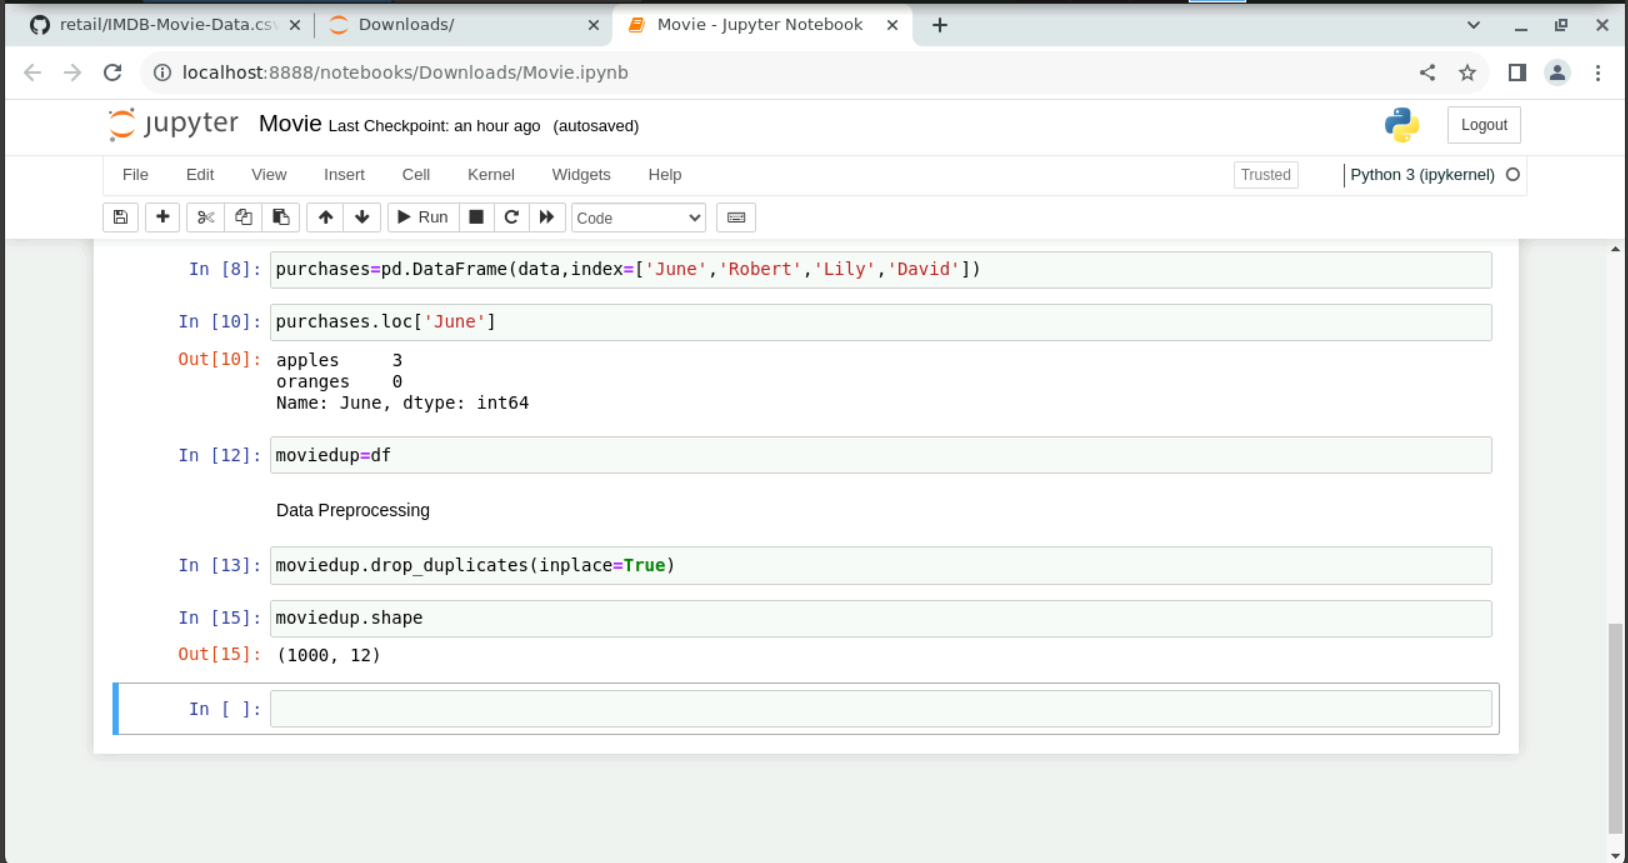 retail/IMDB-Movie-Data.csv
Downloads/
Movie - Jupyter Notebook
localhost:8888/notebooks/Downloads/Movie.ipynb
jupyter Movie Last Checkpoint: an hour ago (autosaved)
Logout
File Edit View Insert Cell Kernel Widgets Help
Trusted
Python 3 (ipykernel)
Run
Code
In [8]: purchases=pd.DataFrame(data,index=['June','Robert','Lily','David'])
In [10]: purchases.loc['June']
Out[10]: apples 3
oranges 0
Name: June, dtype: int64
In [12]: moviedup=df
Data Preprocessing
In [13]: moviedup.drop_duplicates(inplace=True)
In [15]: moviedup.shape
Out[15]: (1000, 12)
In [ ]: